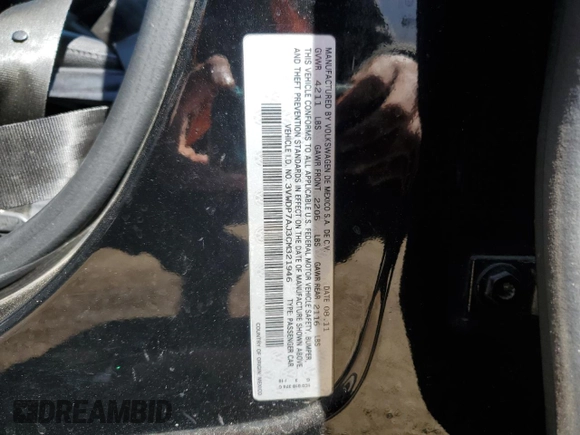 MANUFACTURED BY VOLKSWAGEN DE MEXICO S.A. DE C.V.
DATE 08.11
GVWR 4211 LBS GAWR FRONT 2206 LBS GAWR REAR 2116 LBS
THIS VEHICLE CONFORMS TO ALL APPLICABLE U.S. FEDERAL MOTOR VEHICLE SAFETY, BUMPER,
AND THEFT PREVENTION STANDARDS IN EFFECT ON THE DATE OF MANUFACTURE SHOWN ABOVE.
VEHICLE I.D. NO. 3VWDP7AJ3CM321946 TYPE: PASSENGER CAR
COUNTRY OF ORIGIN: MEXICO
DREAMBID